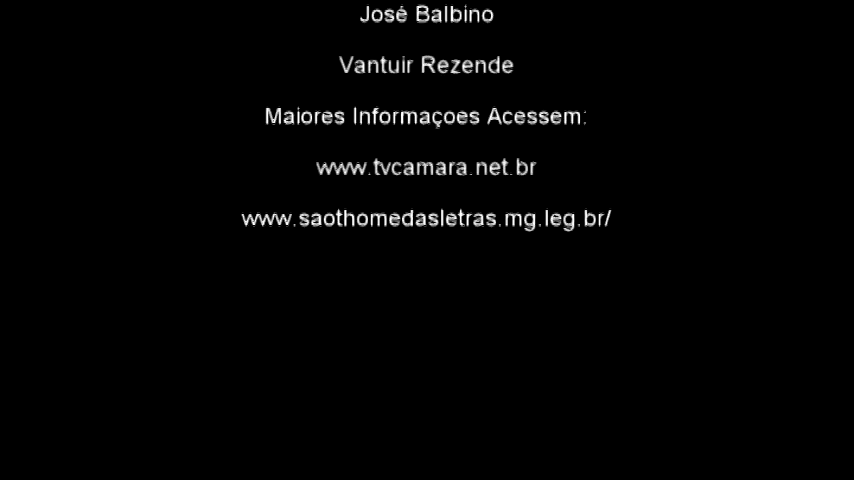 José Balbino
Vantuir Rezende
Maiores Informaçoes Acessem:
www.tvcamara.net.br
www.saothomedasletras.mg.leg.br/